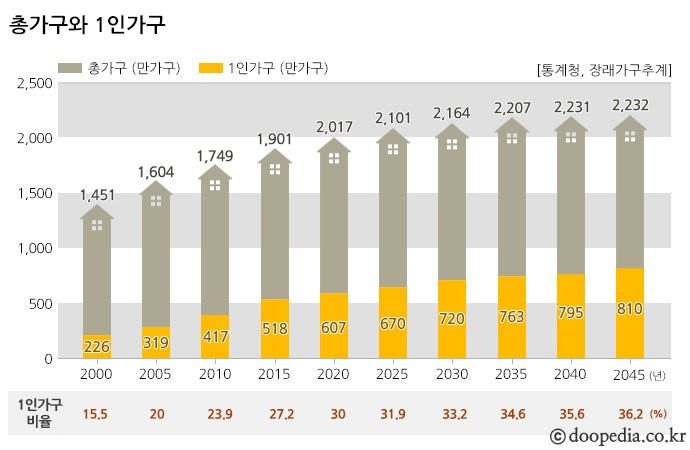 총가구와 1인가구
총가구 (만가구) 1인가구 (만가구) [통계청, 장래가구추계]
2,500
2,000
1,500
1,000
500
0
1,451 1,604 1,749 1,901 2,017 2,101 2,164 2,207 2,231 2,232
226 319 417 518 607 670 720 763 795 810
2000 2005 2010 2015 2020 2025 2030 2035 2040 2045 (년)
1인가구
비율
15.5 20 23.9 27.2 30 31.9 33.2 34.6 35.6 36.2 (%)
ⓒdoopedia.co.kr